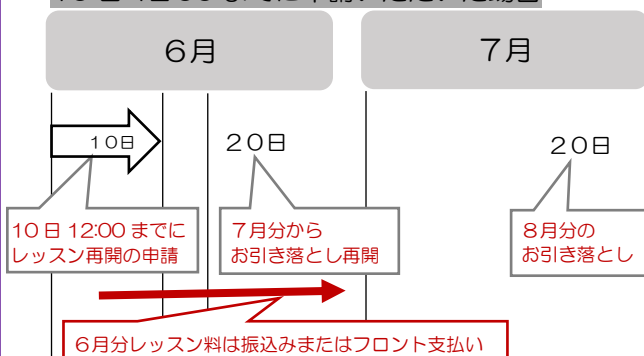 6月
7月
10日
20日
20日
10日 12:00 までに
レッスン再開の申請
7月分から
お引き落とし再開
8月分の
お引き落とし
6月分レッスン料は振込みまたはフロント支払い